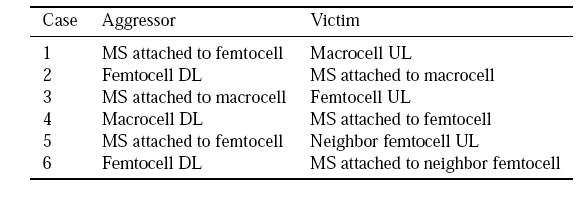 Case Aggressor Victim
1 MS attached to femtocell Macrocell UL
2 Femtocell DL MS attached to macrocell
3 MS attached to macrocell Femtocell UL
4 Macrocell DL MS attached to femtocell
5 MS attached to femtocell Neighbor femtocell UL
6 Femtocell DL MS attached to neighbor femtocell